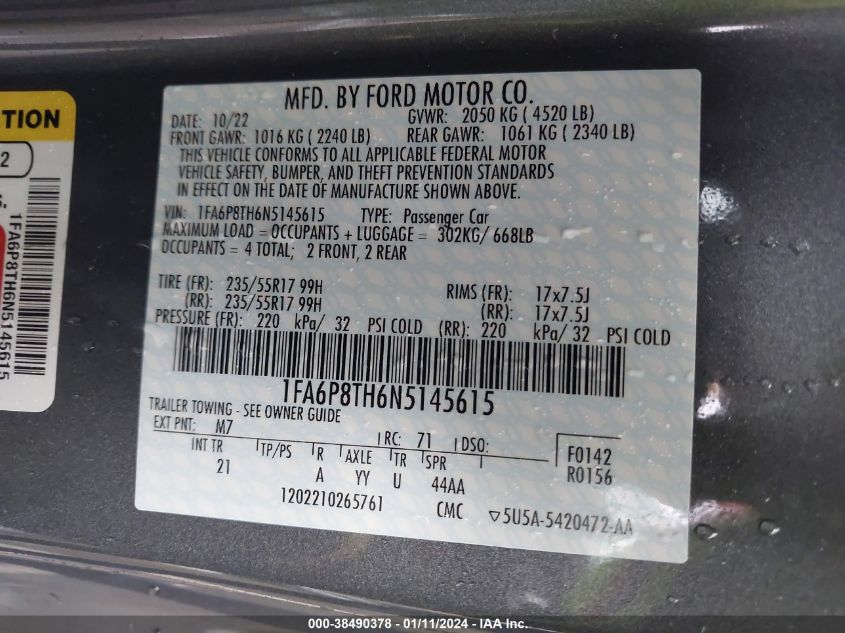 TION
2
1FA6P8TH6N5145615
MFD. BY FORD MOTOR CO.
DATE: 10/22 GVWR: 2050 KG ( 4520 LB)
FRONT GAWR: 1016 KG ( 2240 LB) REAR GAWR: 1061 KG ( 2340 LB)
THIS VEHICLE CONFORMS TO ALL APPLICABLE FEDERAL MOTOR
VEHICLE SAFETY, BUMPER, AND THEFT PREVENTION STANDARDS
IN EFFECT ON THE DATE OF MANUFACTURE SHOWN ABOVE.
VIN: 1FA6P8TH6N5145615 TYPE: Passenger Car
MAXIMUM LOAD = OCCUPANTS + LUGGAGE = 302KG/ 668LB
OCCUPANTS = 4 TOTAL; 2 FRONT, 2 REAR
TIRE (FR): 235/55R17 99H RIMS (FR): 17x7.5J
(RR): 235/55R17 99H (RR): 17x7.5J
PRESSURE (FR): 220 kPa/ 32 PSI COLD (RR): 220 kPa/ 32 PSI COLD
1FA6P8TH6N5145615
TRAILER TOWING - SEE OWNER GUIDE
EXT PNT: M7 RC: 71 DSO: F0142
INT TR TP/PS R AXLE TR SPR R0156
21 A YY U 44AA
1202210265761 CMC ▽5U5A-5420472-AA
000-38490378 - 01/11/2024 - IAA Inc.